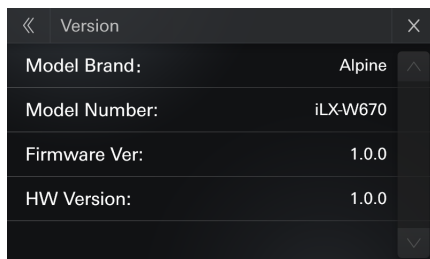 Version
Model Brand: Alpine
Model Number: iLX-W670
Firmware Ver: 1.0.0
HW Version: 1.0.0